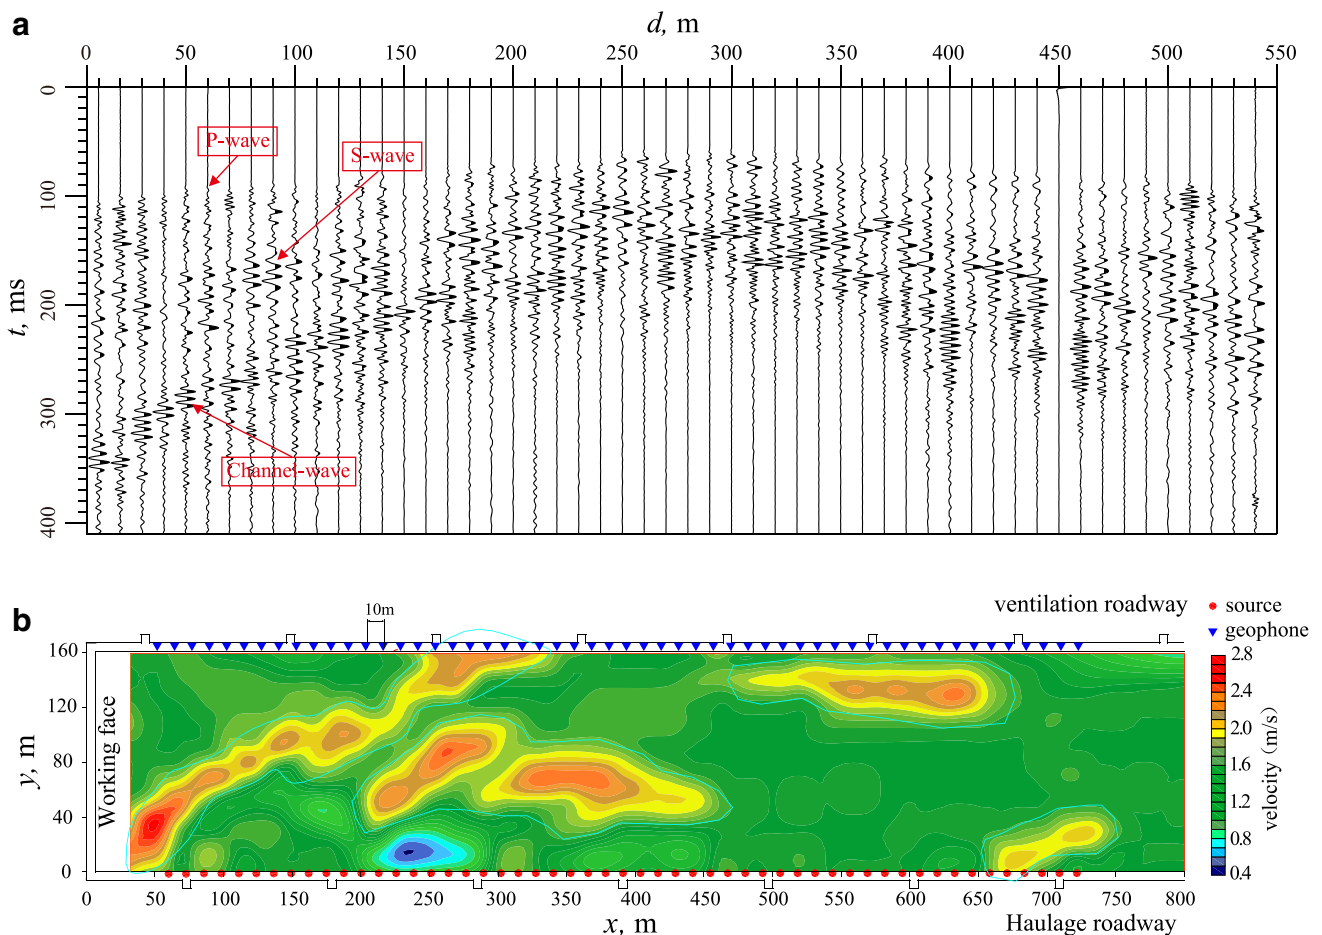 a
d, m
0 50 100 150 200 250 300 350 400 450 500 550
0
100
200
300
400
t, ms
P-wave
S-wave
Channel-wave
b
10m
ventilation roadway
source
geophone
160
120
80
40
0
y, m
Working face
2.8
2.4
2.0
1.6
1.2
0.8
0.4
velocity (m/s)
0 50 100 150 200 250 300 350 400 450 500 550 600 650 700 750 800
x, m
Haulage roadway